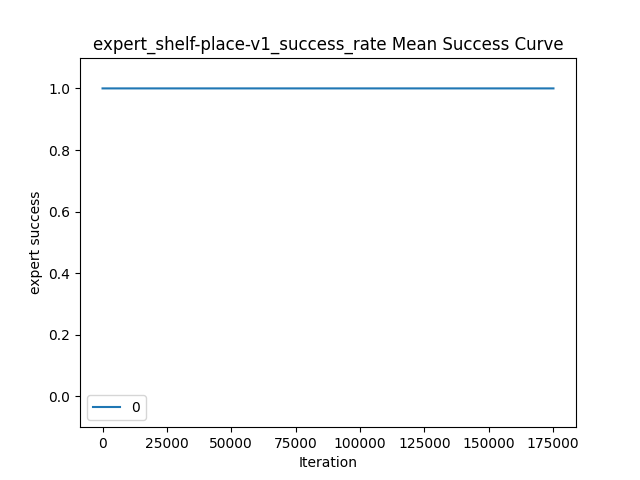 expert_shelf-place-v1_success_rate Mean Success Curve
1.0
0.8
0.6
0.4
0.2
0.0
expert success
0
0 25000 50000 75000 100000 125000 150000 175000
Iteration